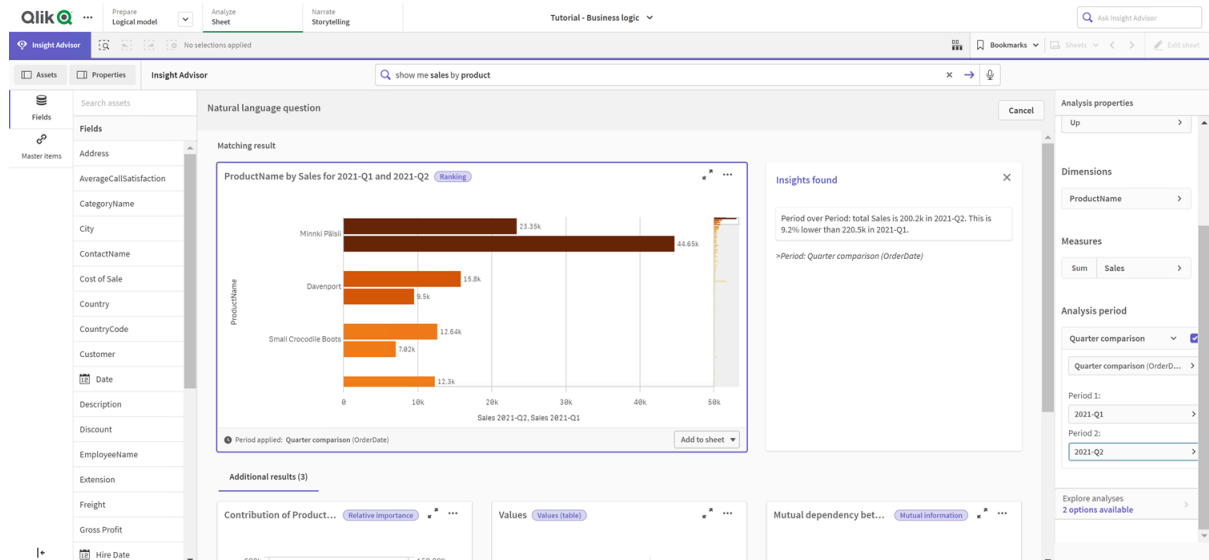 Qlik
Prepare
Logical model
Analyze
Sheet
Narrate
Storytelling
Tutorial - Business logic
Ask Insight Advisor
Insight Advisor
No selections applied
Bookmarks
Sheets
Edit sheet
Assets
Properties
Insight Advisor
show me sales by product
Fields
Master items
Search assets
Fields
Address
AverageCallSatisfaction
CategoryName
City
ContactName
Cost of Sale
Country
CountryCode
Customer
Date
Description
Discount
EmployeeName
Extension
Freight
Gross Profit
Hire Date
Natural language question
Cancel
Matching result
ProductName by Sales for 2021-Q1 and 2021-Q2 Ranking
ProductName
Minnki Pälsii
23.35k
44.65k
Davenport
15.8k
9.5k
Small Crocodile Boots
12.64k
7.02k
12.3k
0 10k 20k 30k 40k 50k
Sales 2021-Q2, Sales 2021-Q1
Period applied: Quarter comparison (OrderDate)
Add to sheet
Insights found
Period over Period: total Sales is 200.2k in 2021-Q2. This is
9.2% lower than 220.5k in 2021-Q1.
>Period: Quarter comparison (OrderDate)
Additional results (3)
Contribution of Product... Relative importance
Values Values (table)
Mutual dependency bet... Mutual information
Analysis properties
Up
Dimensions
ProductName
Measures
Sum Sales
Analysis period
Quarter comparison
Quarter comparison (OrderD...
Period 1:
2021-Q1
Period 2:
2021-Q2
Explore analyses
2 options available